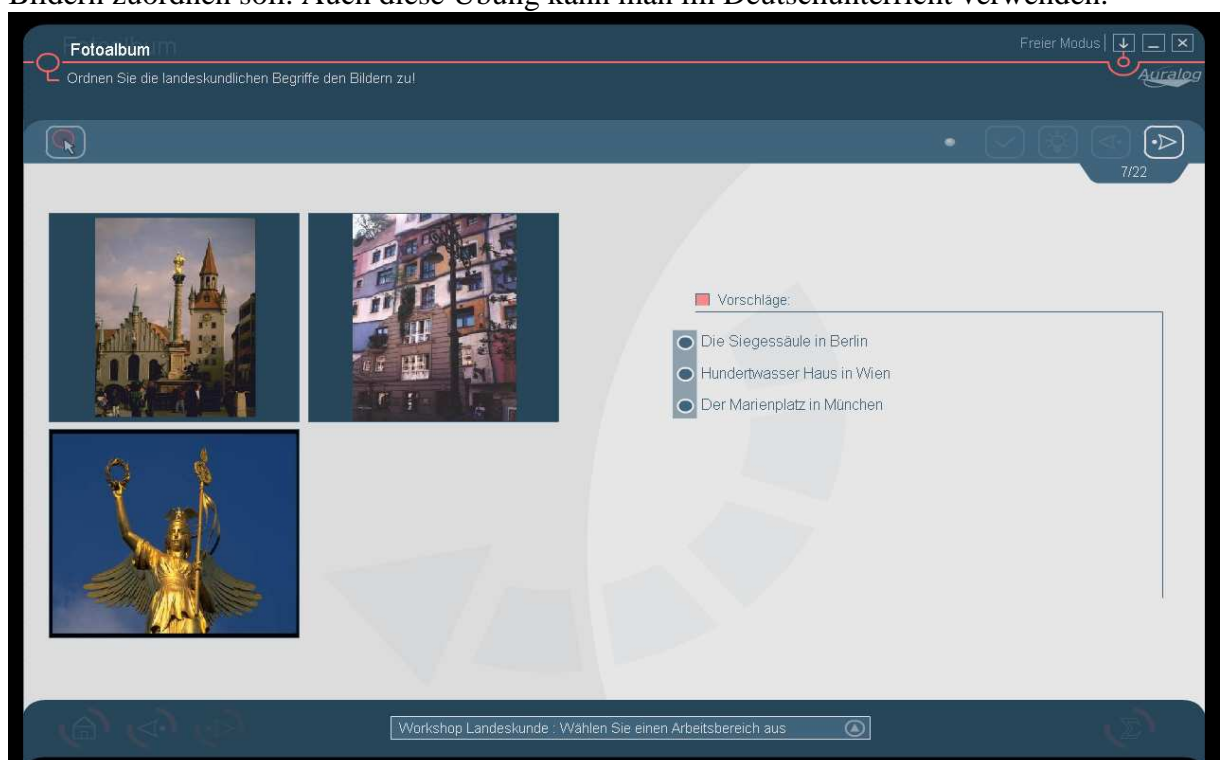 Bildern zuordnen soll. Auch diese Übung kann man im Deutschunterricht verwenden.
Fotoalbum
Freier Modus
Ordnen Sie die landeskundlichen Begriffe den Bildern zu!
Auralog
7/22
Vorschläge:
Die Siegessäule in Berlin
Hundertwasser Haus in Wien
Der Marienplatz in München
Workshop Landeskunde : Wählen Sie einen Arbeitsbereich aus